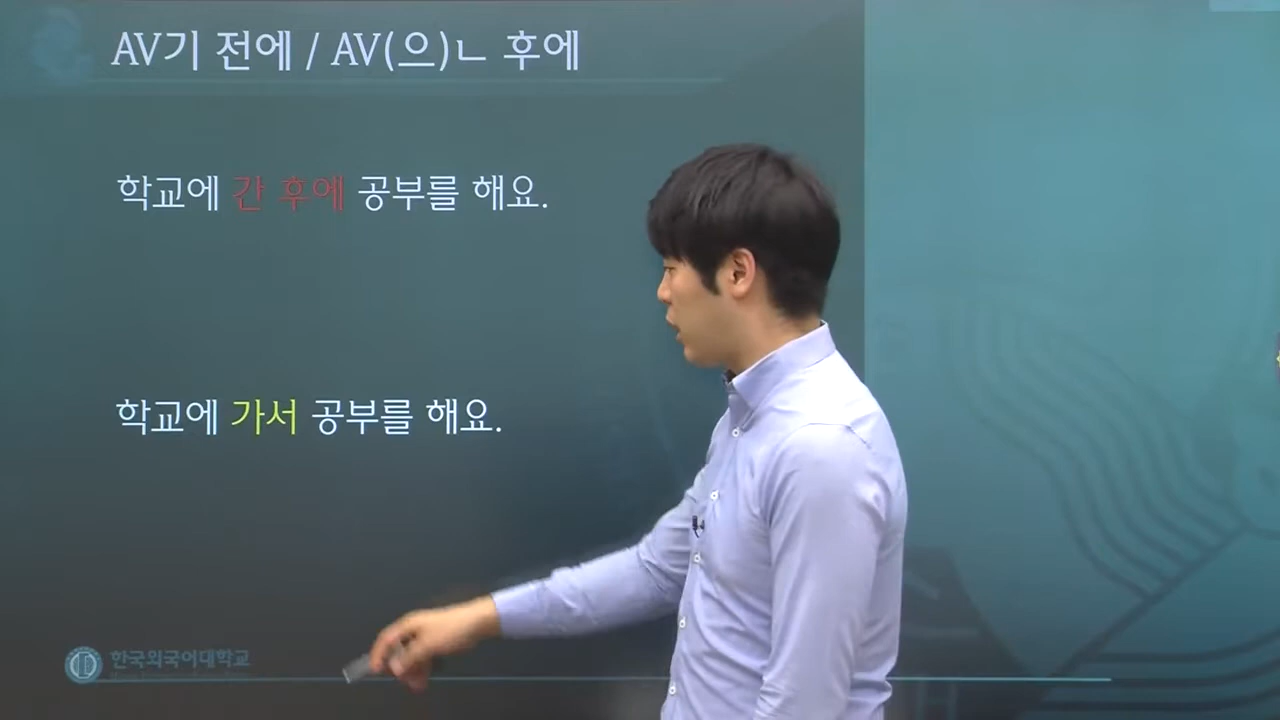 AV기 전에 / AV(으)ㄴ 후에
학교에 간 후에 공부를 해요.
학교에 가서 공부를 해요.
한국외국어대학교